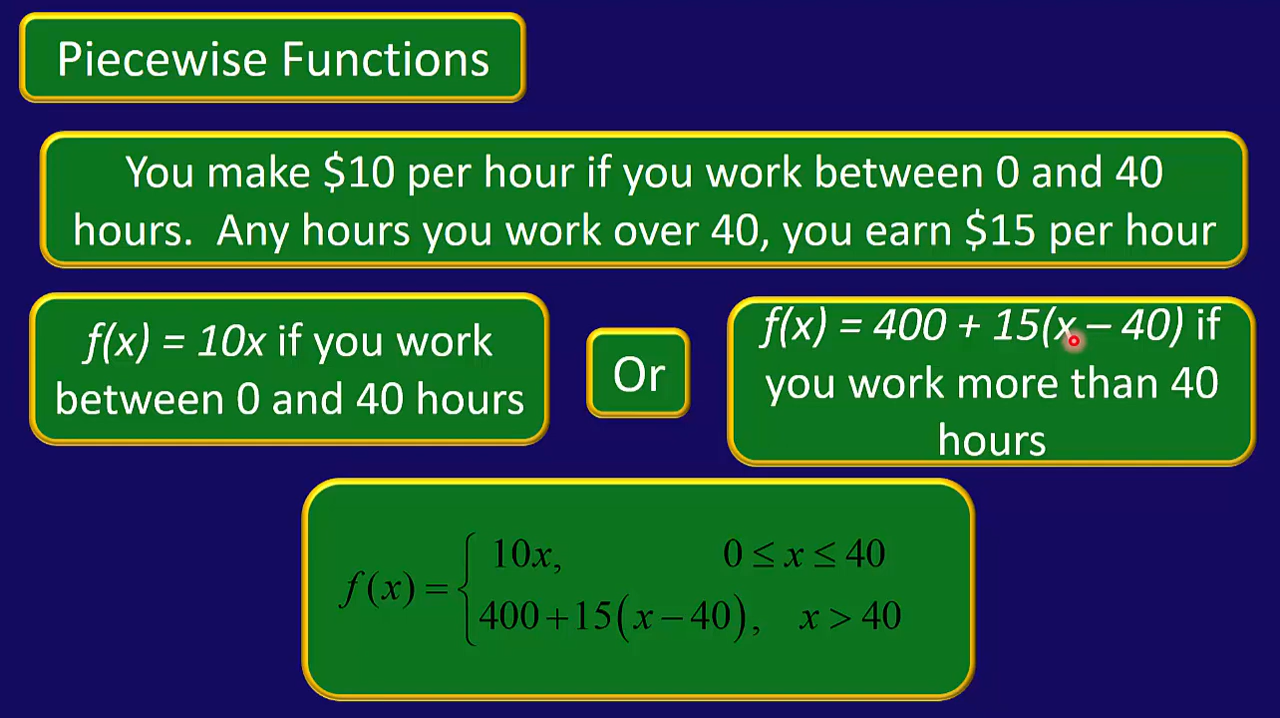 Piecewise Functions
You make $10 per hour if you work between 0 and 40
hours.  Any hours you work over 40, you earn $15 per hour
f(x) = 10x if you work
between 0 and 40 hours
Or
f(x) = 400 + 15(x – 40) if
you work more than 40
hours
f(x) = { 10x, 0 ≤ x ≤ 40
400+15(x−40), x > 40